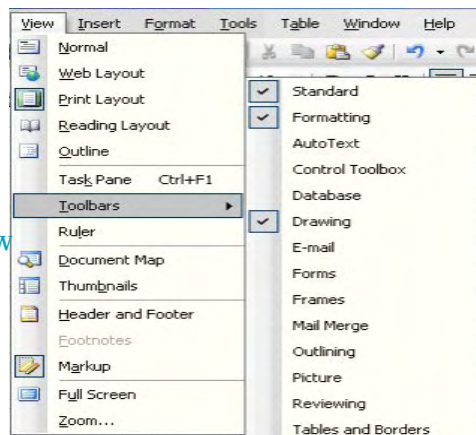 View Insert Format Tools Table Window Help
Normal
Web Layout
Print Layout
Reading Layout
Outline
Task Pane Ctrl+F1
Toolbars
Ruler
Document Map
Thumbnails
Header and Footer
Footnotes
Markup
Full Screen
Zoom...
Standard
Formatting
AutoText
Control Toolbox
Database
Drawing
E-mail
Forms
Frames
Mail Merge
Outlining
Picture
Reviewing
Tables and Borders
w